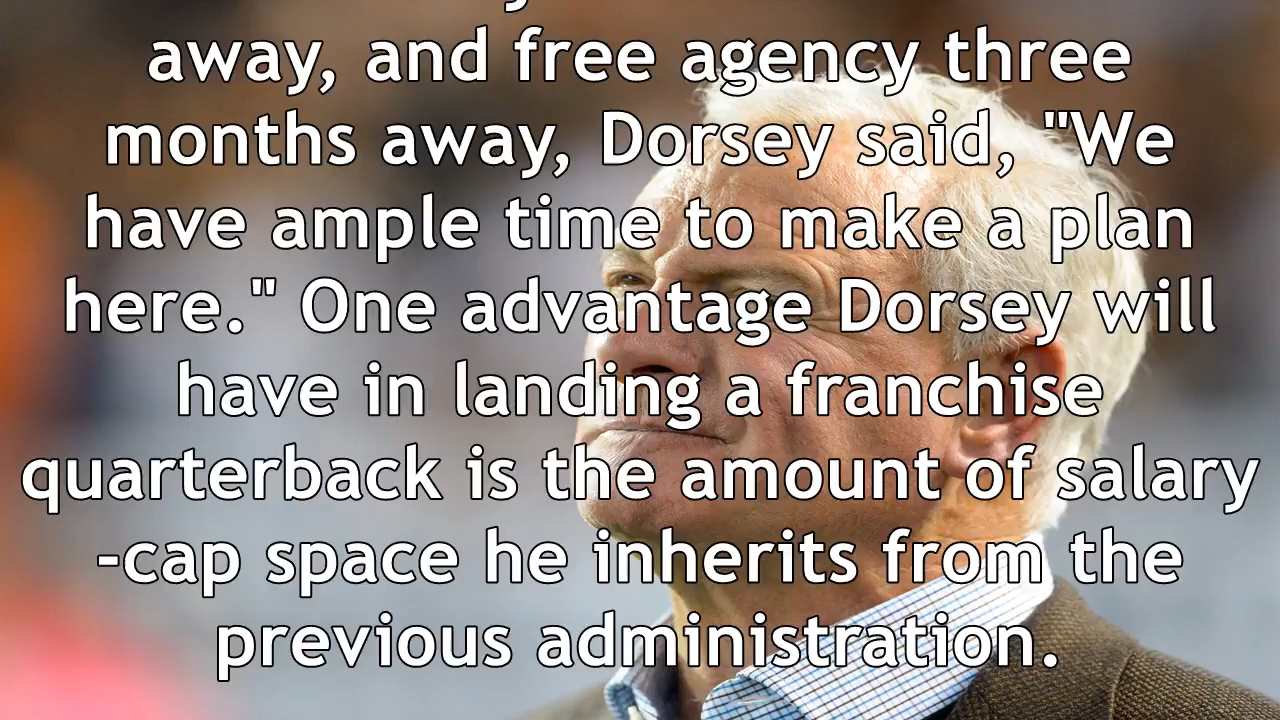 away, and free agency three
months away, Dorsey said, "We
have ample time to make a plan
here." One advantage Dorsey will
have in landing a franchise
quarterback is the amount of salary
-cap space he inherits from the
previous administration.